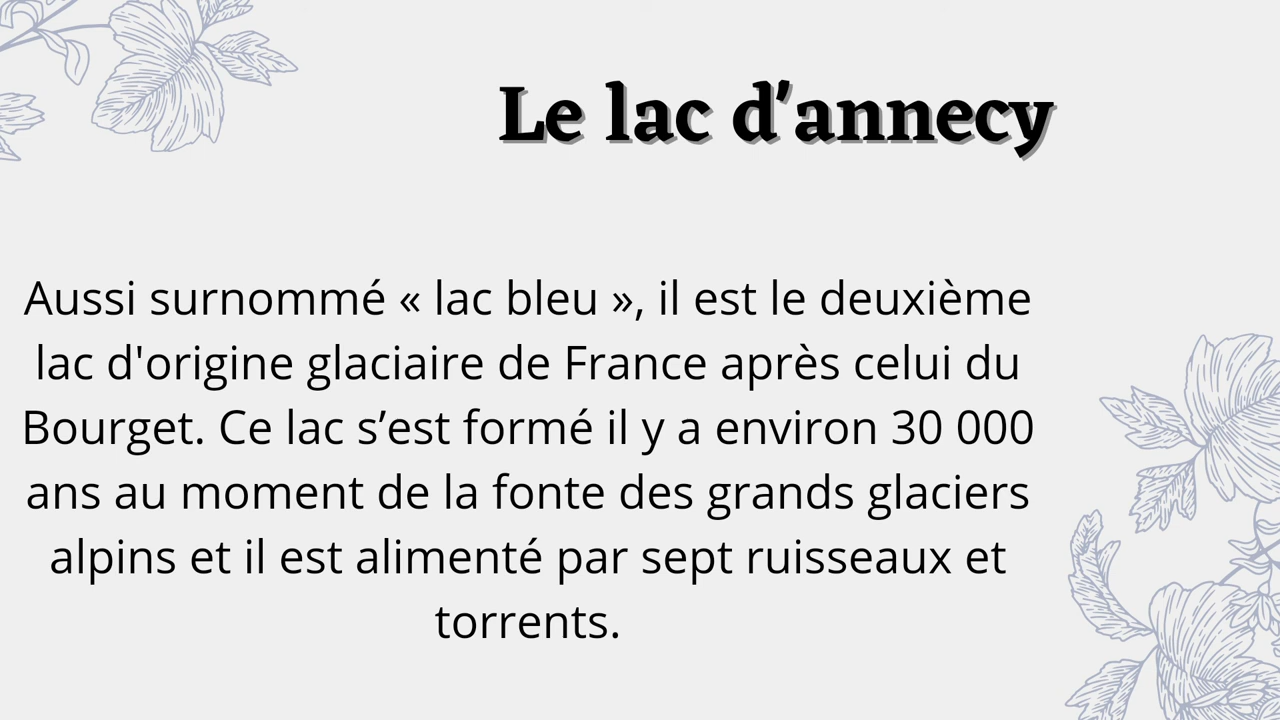 Le lac d'annecy
Aussi surnommé « lac bleu », il est le deuxième
lac d'origine glaciaire de France après celui du
Bourget. Ce lac s’est formé il y a environ 30 000
ans au moment de la fonte des grands glaciers
alpins et il est alimenté par sept ruisseaux et
torrents.